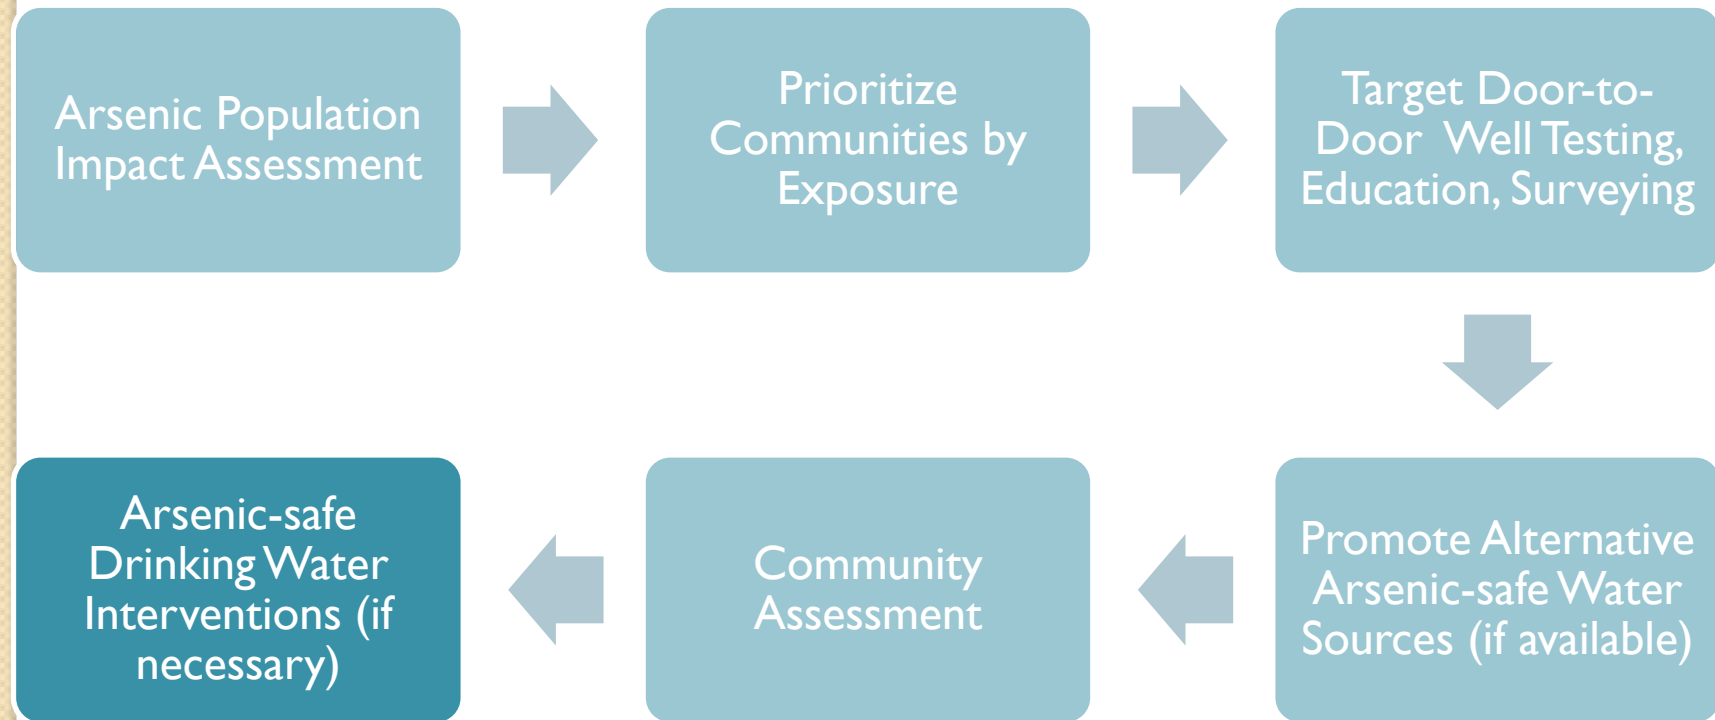 Arsenic Population
Impact Assessment
Prioritize
Communities by
Exposure
Target Door-to-
Door Well Testing,
Education, Surveying
Promote Alternative
Arsenic-safe Water
Sources (if available)
Community
Assessment
Arsenic-safe
Drinking Water
Interventions (if
necessary)